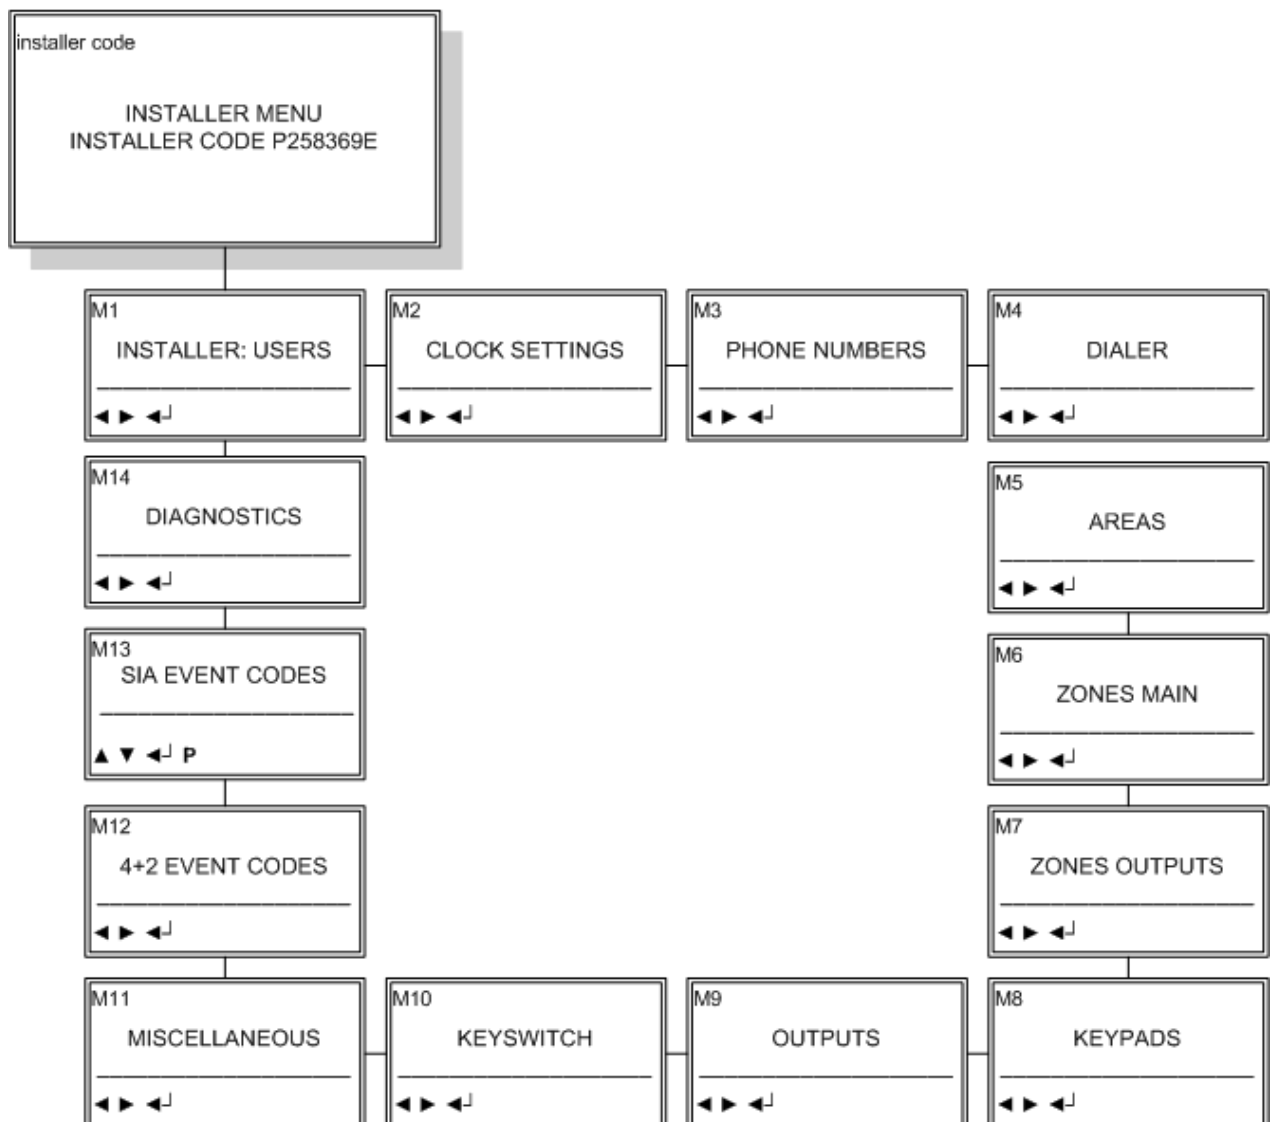 installer code
INSTALLER MENU
INSTALLER CODE P258369E
M1
INSTALLER: USERS
◄ ► ◄┘
M2
CLOCK SETTINGS
◄ ► ◄┘
M3
PHONE NUMBERS
◄ ► ◄┘
M4
DIALER
◄ ► ◄┘
M14
DIAGNOSTICS
◄ ► ◄┘
M5
AREAS
◄ ► ◄┘
M13
SIA EVENT CODES
▲ ▼ ◄┘ P
M6
ZONES MAIN
◄ ► ◄┘
M12
4+2 EVENT CODES
◄ ► ◄┘
M7
ZONES OUTPUTS
◄ ► ◄┘
M11
MISCELLANEOUS
◄ ► ◄┘
M10
KEYSWITCH
◄ ► ◄┘
M9
OUTPUTS
◄ ► ◄┘
M8
KEYPADS
◄ ► ◄┘